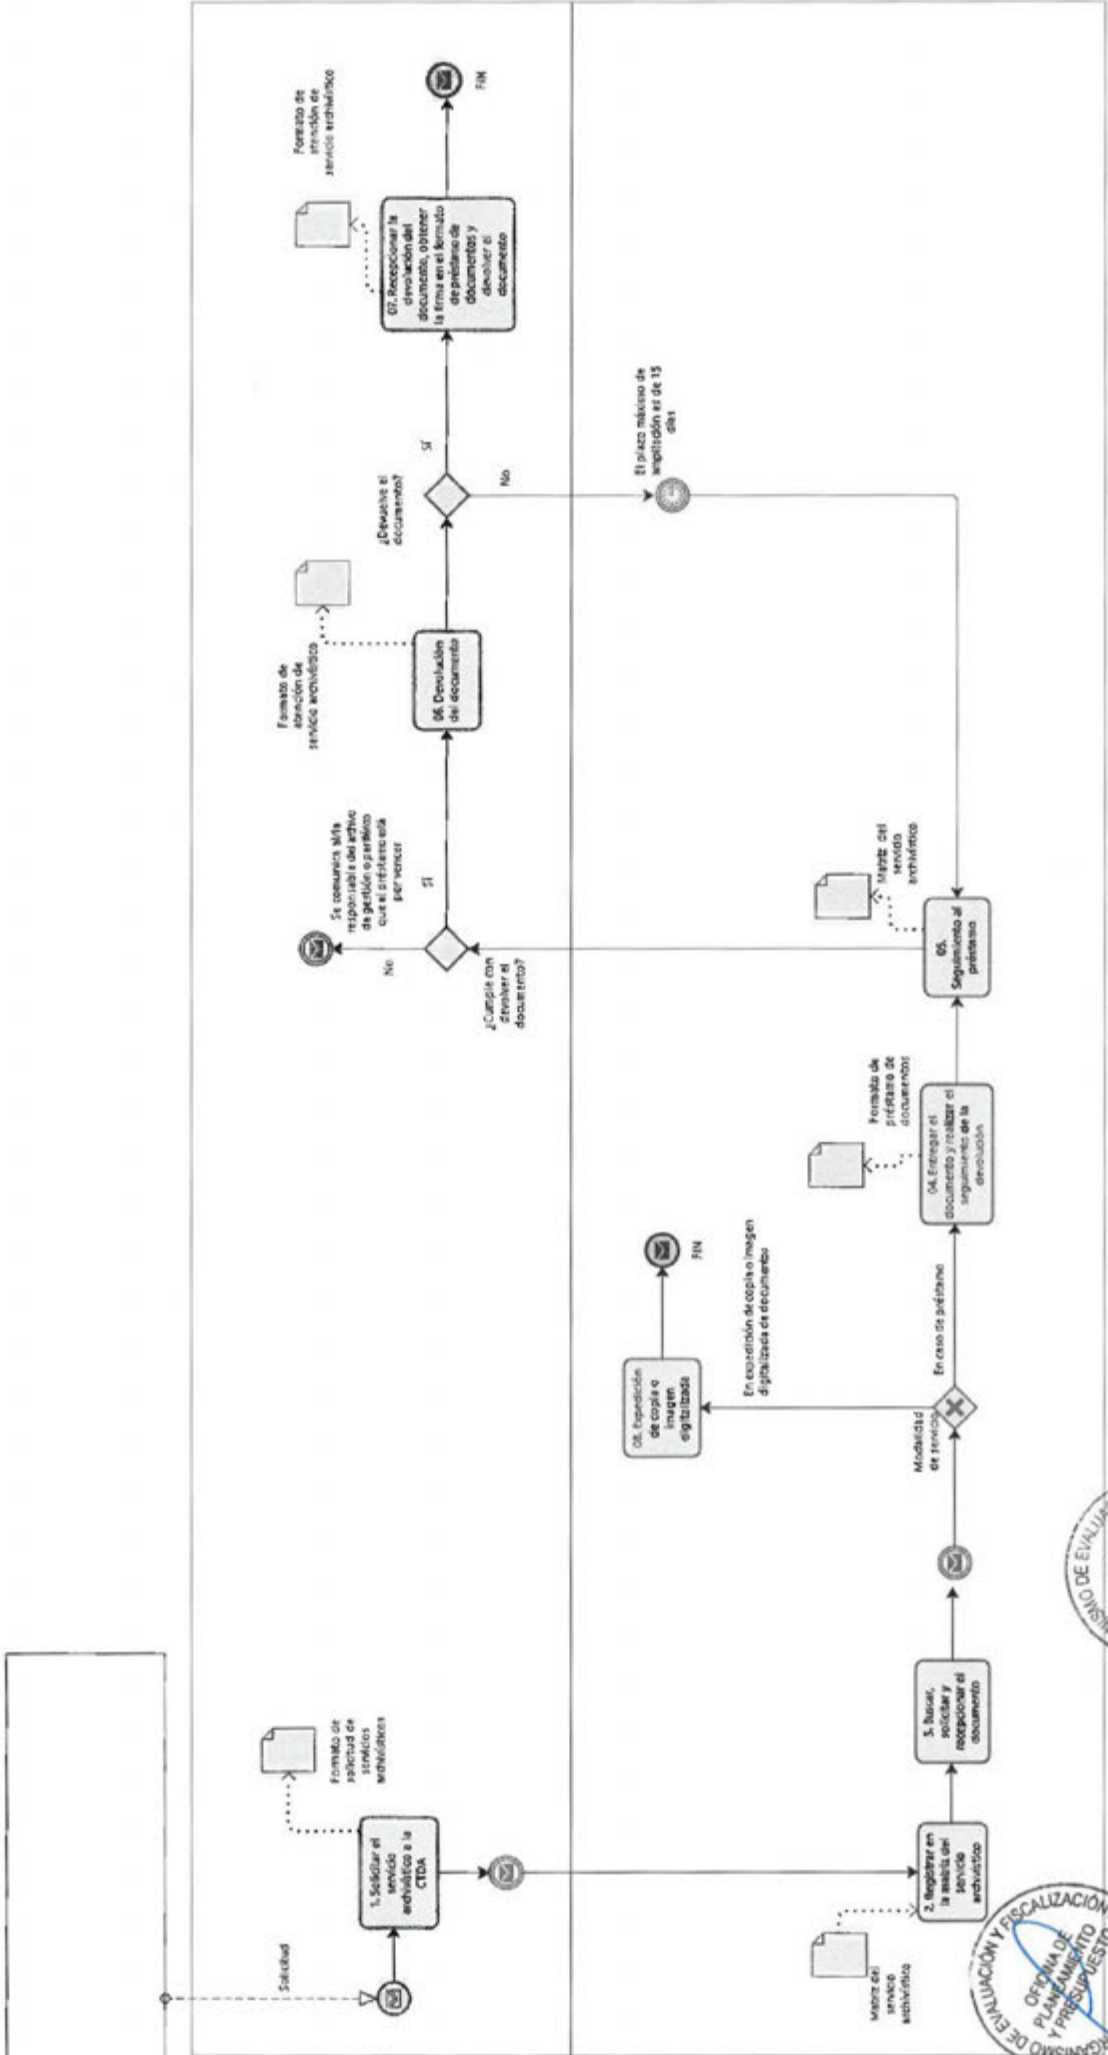 Solicitud
1. Solicitar el
servicio
archivístico a la
CTDA
Formato de
solicitud de
servicios
archivísticos
Matriz del
servicio
archivístico
2. Registrar en
la matriz del
servicio
archivístico
3. Buscar,
solicitar y
recepcionar el
documento
Modalidad
de servicio
En expedición de copia o imagen
digitalizada de documentos
08. Expedición
de copia o
imagen
digitalizada
FIN
En caso de préstamo
04. Entregar el
documento y realizar el
seguimiento de la
devolución
Formato de
préstamo de
documentos
05.
Seguimiento al
préstamo
Matriz del
servicio
archivístico
¿Cumple con
devolver el
documento?
No
Se comunica al/la
responsable del archivo
de gestión o periférico
que el préstamo está
por vencer
SÍ
06. Devolución
del documento
Formato de
atención de
servicio archivístico
¿Devuelve el
documento?
No
El plazo máximo de
ampliación es de 15
días
SÍ
07. Recepcionar la
devolución del
documento, obtener
la firma en el formato
de préstamo de
documentos y
devolver el
documento
Formato de
atención de
servicio archivístico
FIN
ORGANISMO DE EVALUACIÓN Y FISCALIZACIÓN
OFICINA DE
PLANEAMIENTO
Y PRESUPUESTO